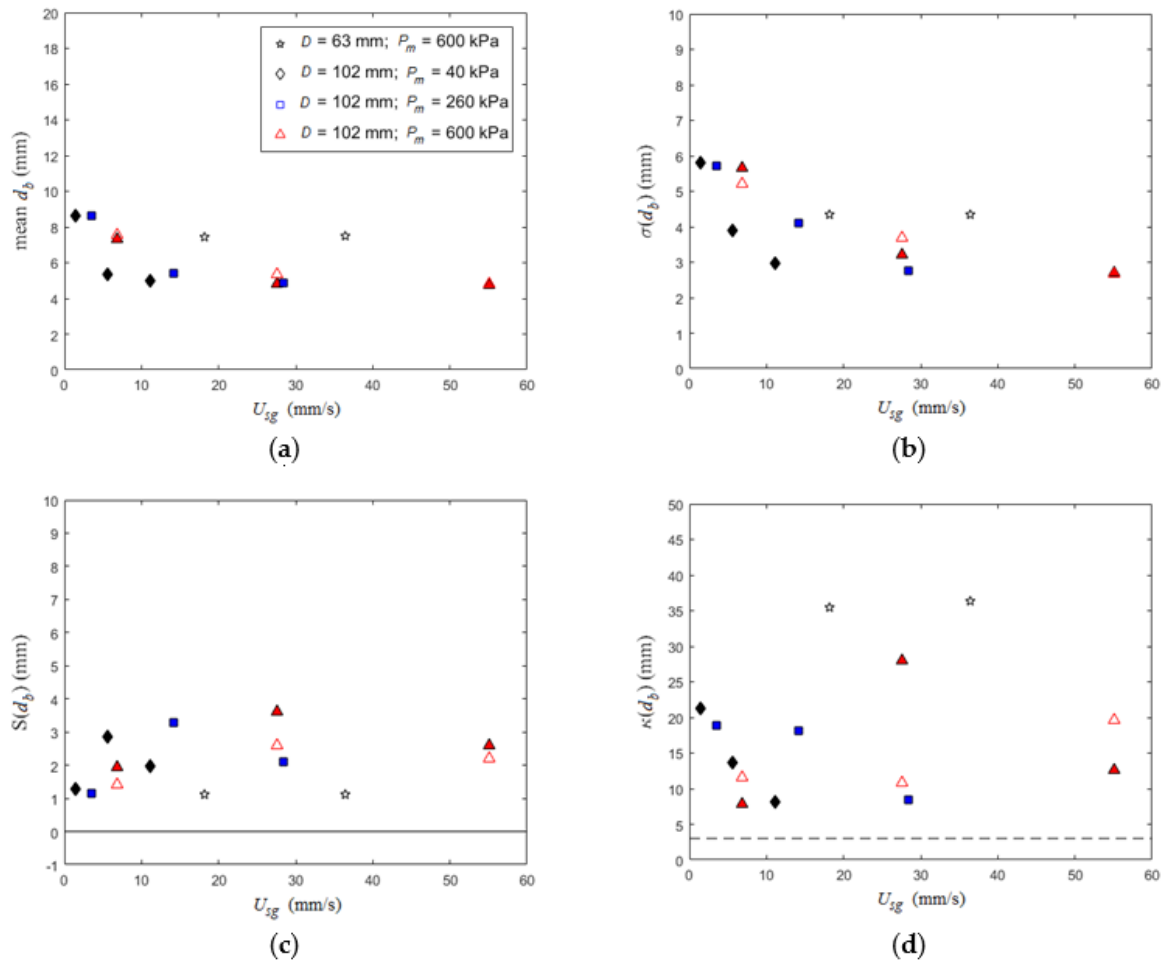 20
18
16
14
12
10
8
6
4
2
0
mean d_b (mm)
D = 63 mm; P_m = 600 kPa
D = 102 mm; P_m = 40 kPa
D = 102 mm; P_m = 260 kPa
D = 102 mm; P_m = 600 kPa
0 10 20 30 40 50 60
U_sg (mm/s)
(a)
10
9
8
7
6
5
4
3
2
1
0
σ(d_b) (mm)
0 10 20 30 40 50 60
U_sg (mm/s)
(b)
10
9
8
7
6
5
4
3
2
1
0
-1
S(d_b) (mm)
0 10 20 30 40 50 60
U_sg (mm/s)
(c)
50
45
40
35
30
25
20
15
10
5
0
κ(d_b) (mm)
0 10 20 30 40 50 60
U_sg (mm/s)
(d)